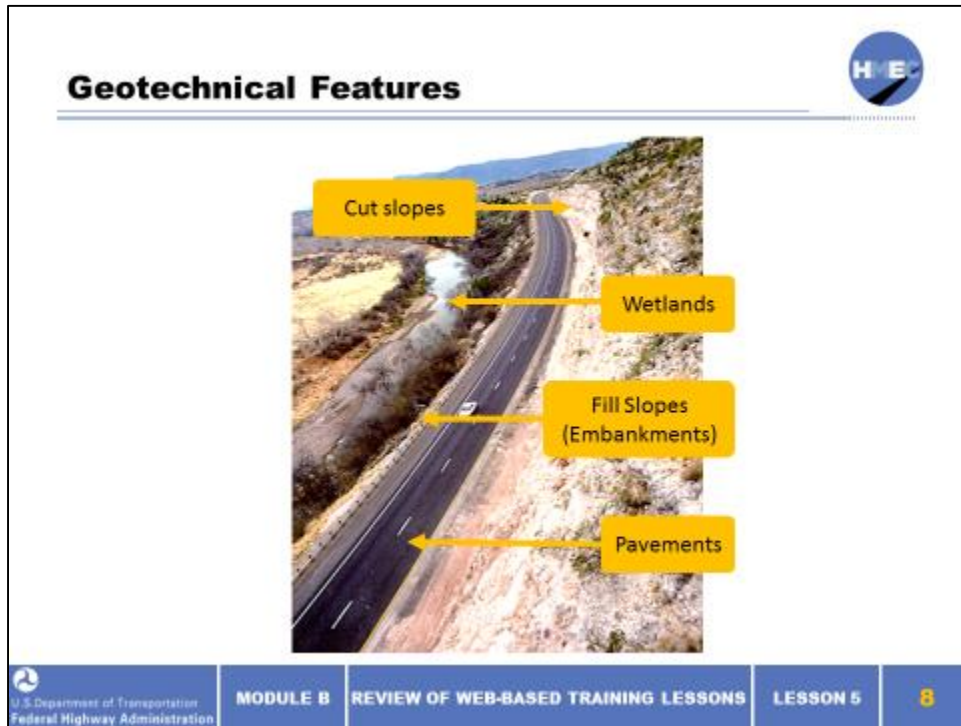 Geotechnical Features
HMEC
Cut slopes
Wetlands
Fill Slopes
(Embankments)
Pavements
U.S.Department of Transportation
Federal Highway Administration
MODULE B
REVIEW OF WEB-BASED TRAINING LESSONS
LESSON 5
8